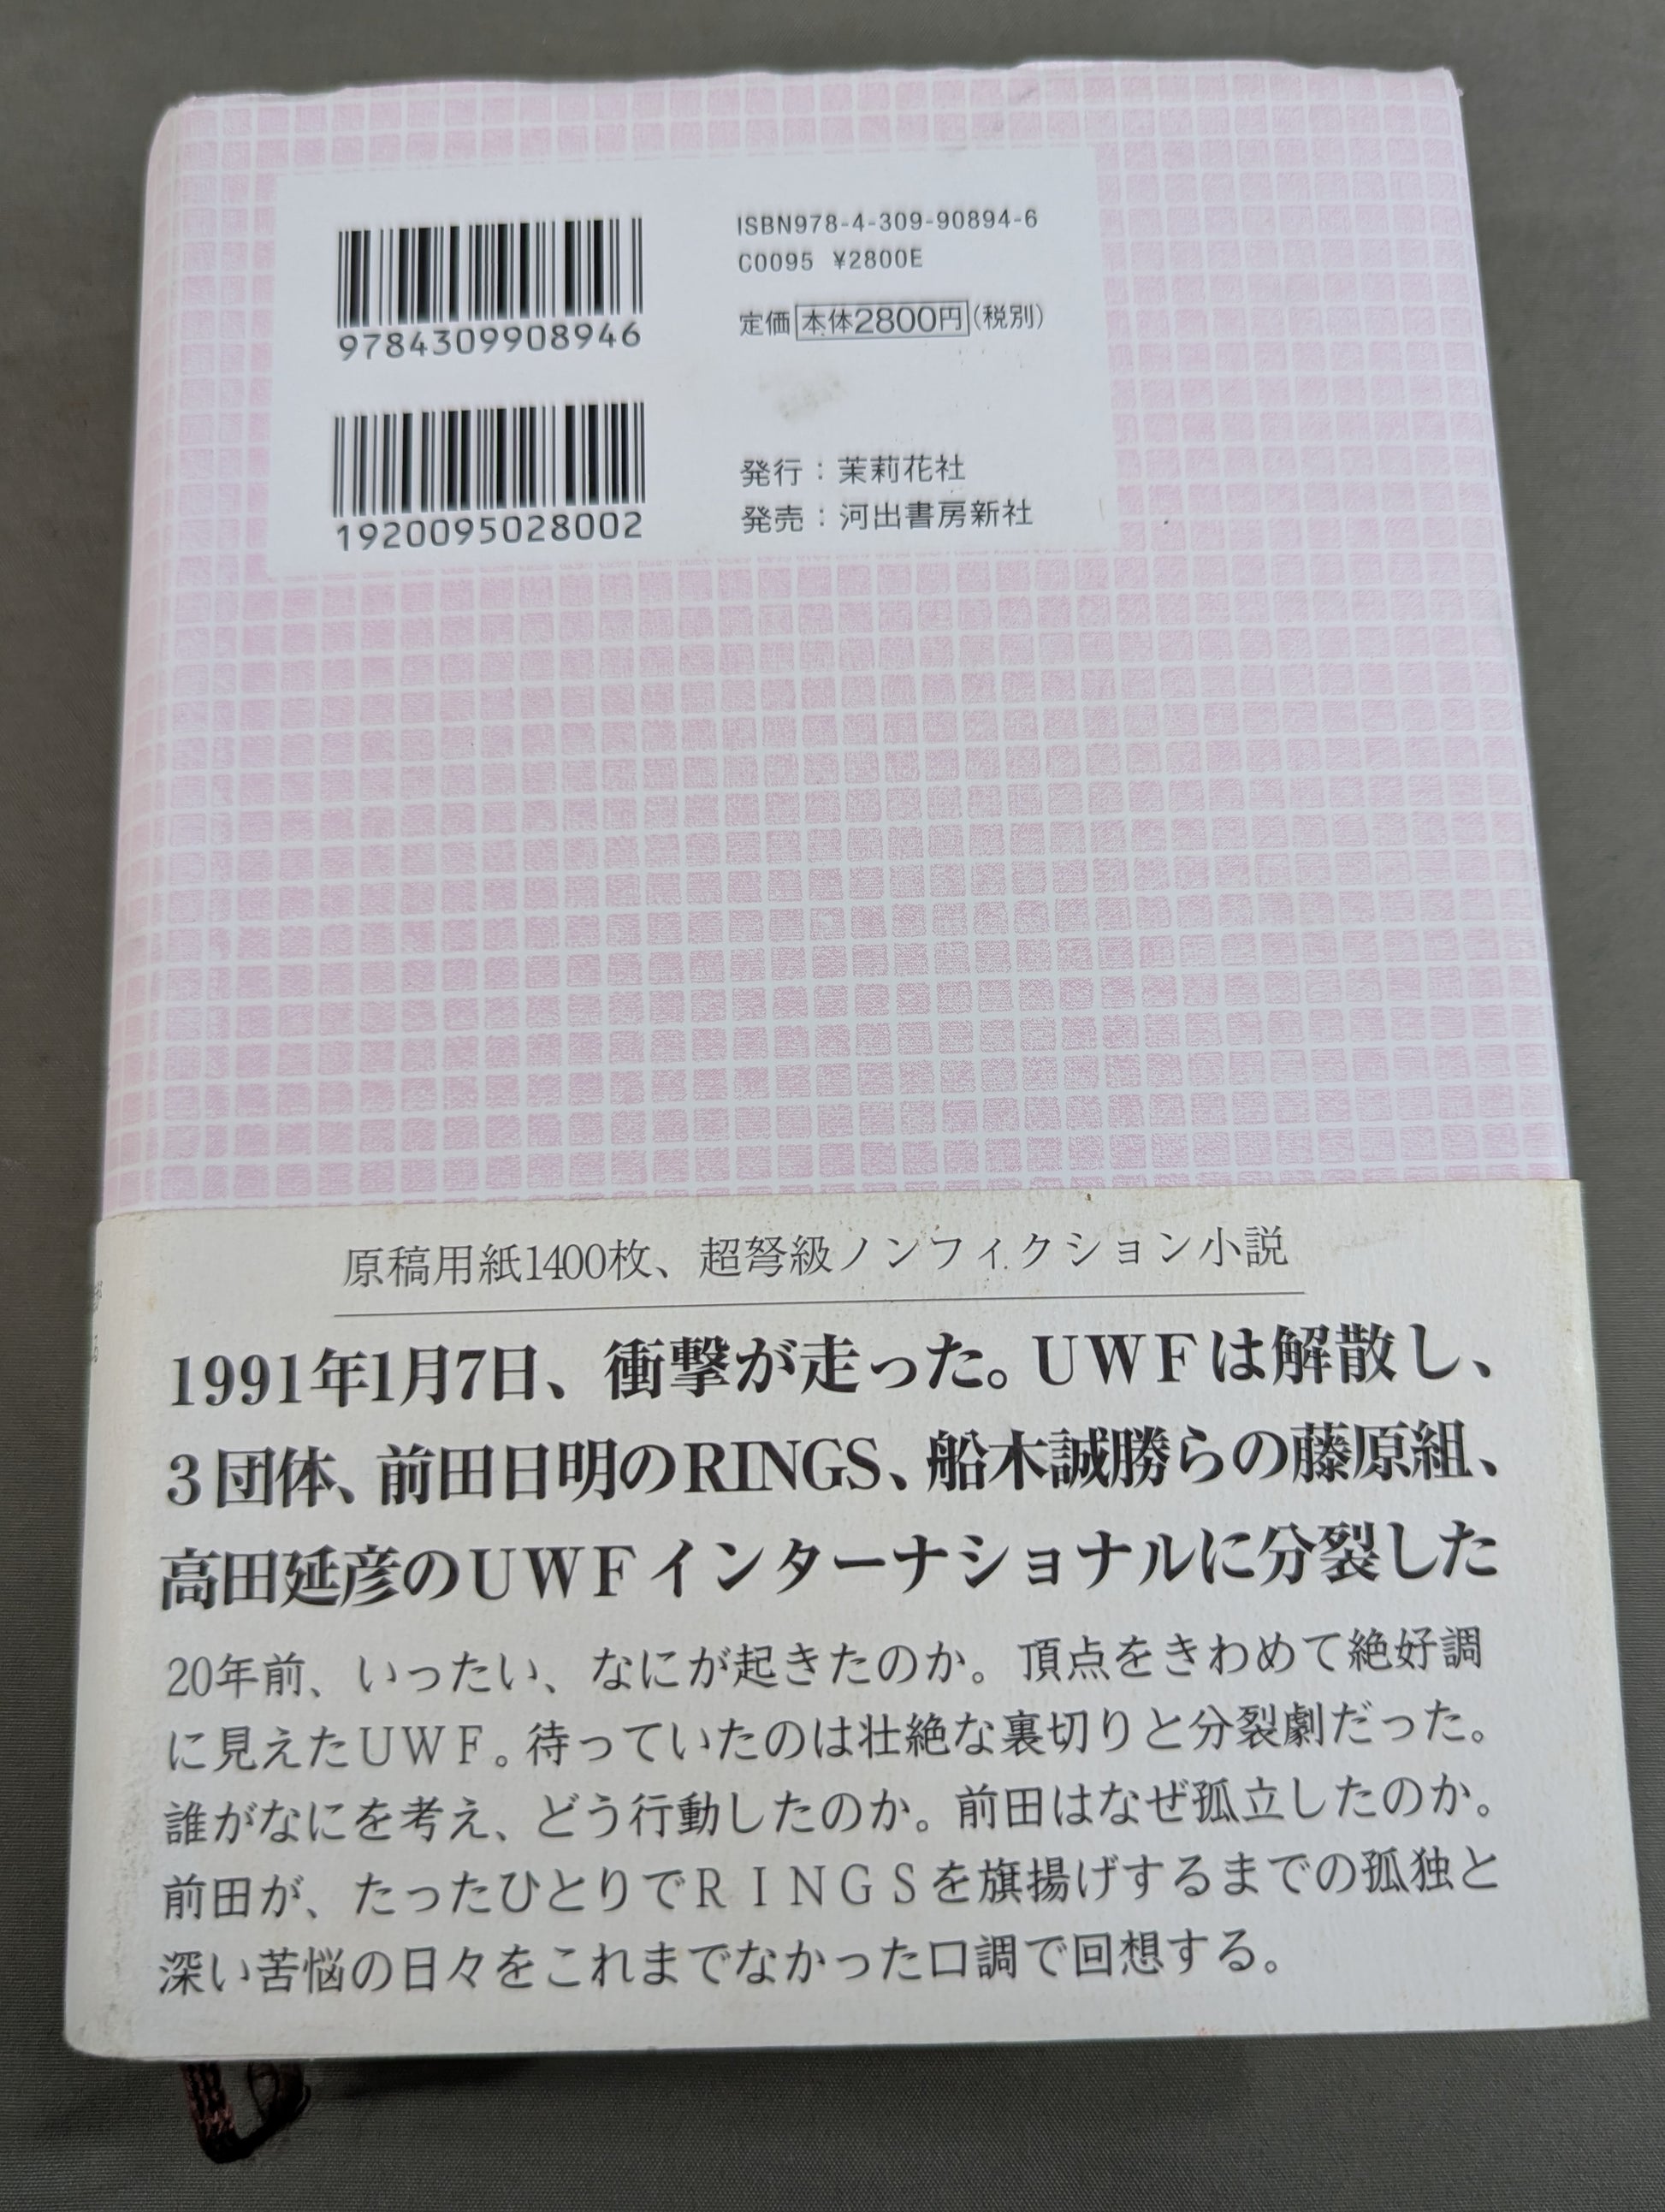 9784309908946
1920095028002
ISBN978-4-309-90894-6
C0095 ¥2800E
定価 本体2800円(税別)
発行：茉莉花社
発売：河出書房新社
原稿用紙1400枚、超弩級ノンフィクション小説
1991年1月7日、衝撃が走った。UWFは解散し、
3団体、前田日明のRINGS、船木誠勝らの藤原組、
高田延彦のUWFインターナショナルに分裂した
20年前、いったい、なにが起きたのか。頂点をきわめて絶好調
に見えたUWF。待っていたのは壮絶な裏切りと分裂劇だった。
誰がなにを考え、どう行動したのか。前田はなぜ孤立したのか。
前田が、たったひとりでRINGSを旗揚げするまでの孤独と
深い苦悩の日々をこれまでなかった口調で回想する。